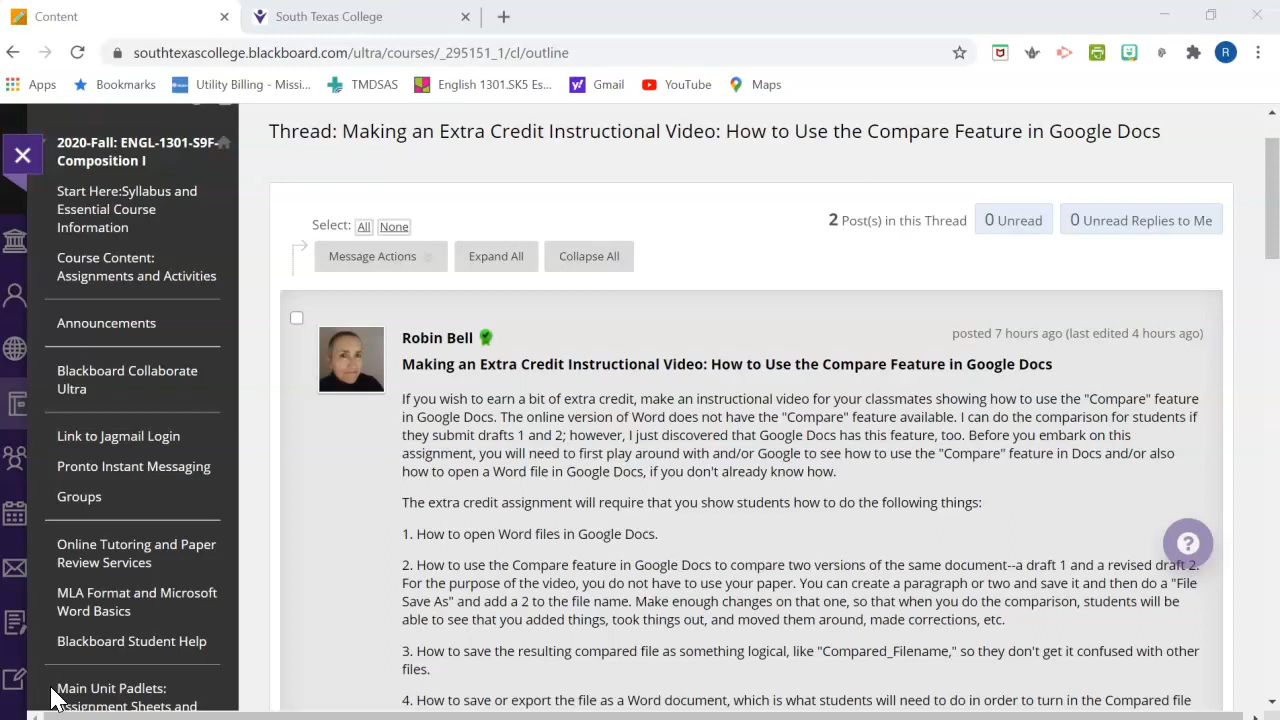 Content
South Texas College
southtexascollege.blackboard.com/ultra/courses/_295151_1/cl/outline
R
Apps
Bookmarks
Utility Billing - Missi...
TMDSAS
English 1301.SK5 Es...
Gmail
YouTube
Maps
2020-Fall: ENGL-1301-S9F-
Composition I
Start Here:Syllabus and
Essential Course
Information
Course Content:
Assignments and Activities
Announcements
Blackboard Collaborate
Ultra
Link to Jagmail Login
Pronto Instant Messaging
Groups
Online Tutoring and Paper
Review Services
MLA Format and Microsoft
Word Basics
Blackboard Student Help
Main Unit Padlets:
Assignment Sheets and
Thread: Making an Extra Credit Instructional Video: How to Use the Compare Feature in Google Docs
Select: All None
2 Post(s) in this Thread
0 Unread
0 Unread Replies to Me
Message Actions
Expand All
Collapse All
Robin Bell
posted 7 hours ago (last edited 4 hours ago)
Making an Extra Credit Instructional Video: How to Use the Compare Feature in Google Docs
If you wish to earn a bit of extra credit, make an instructional video for your classmates showing how to use the "Compare" feature
in Google Docs. The online version of Word does not have the "Compare" feature available. I can do the comparison for students if
they submit drafts 1 and 2; however, I just discovered that Google Docs has this feature, too. Before you embark on this
assignment, you will need to first play around with and/or Google to see how to use the "Compare" feature in Docs and/or also
how to open a Word file in Google Docs, if you don't already know how.
The extra credit assignment will require that you show students how to do the following things:
1. How to open Word files in Google Docs.
2. How to use the Compare feature in Google Docs to compare two versions of the same document--a draft 1 and a revised draft 2.
For the purpose of the video, you do not have to use your paper. You can create a paragraph or two and save it and then do a "File
Save As" and add a 2 to the file name. Make enough changes on that one, so that when you do the comparison, students will be
able to see that you added things, took things out, and moved them around, made corrections, etc.
3. How to save the resulting compared file as something logical, like "Compared_Filename," so they don't get it confused with other
files.
4. How to save or export the file as a Word document, which is what students will need to do in order to turn in the Compared file